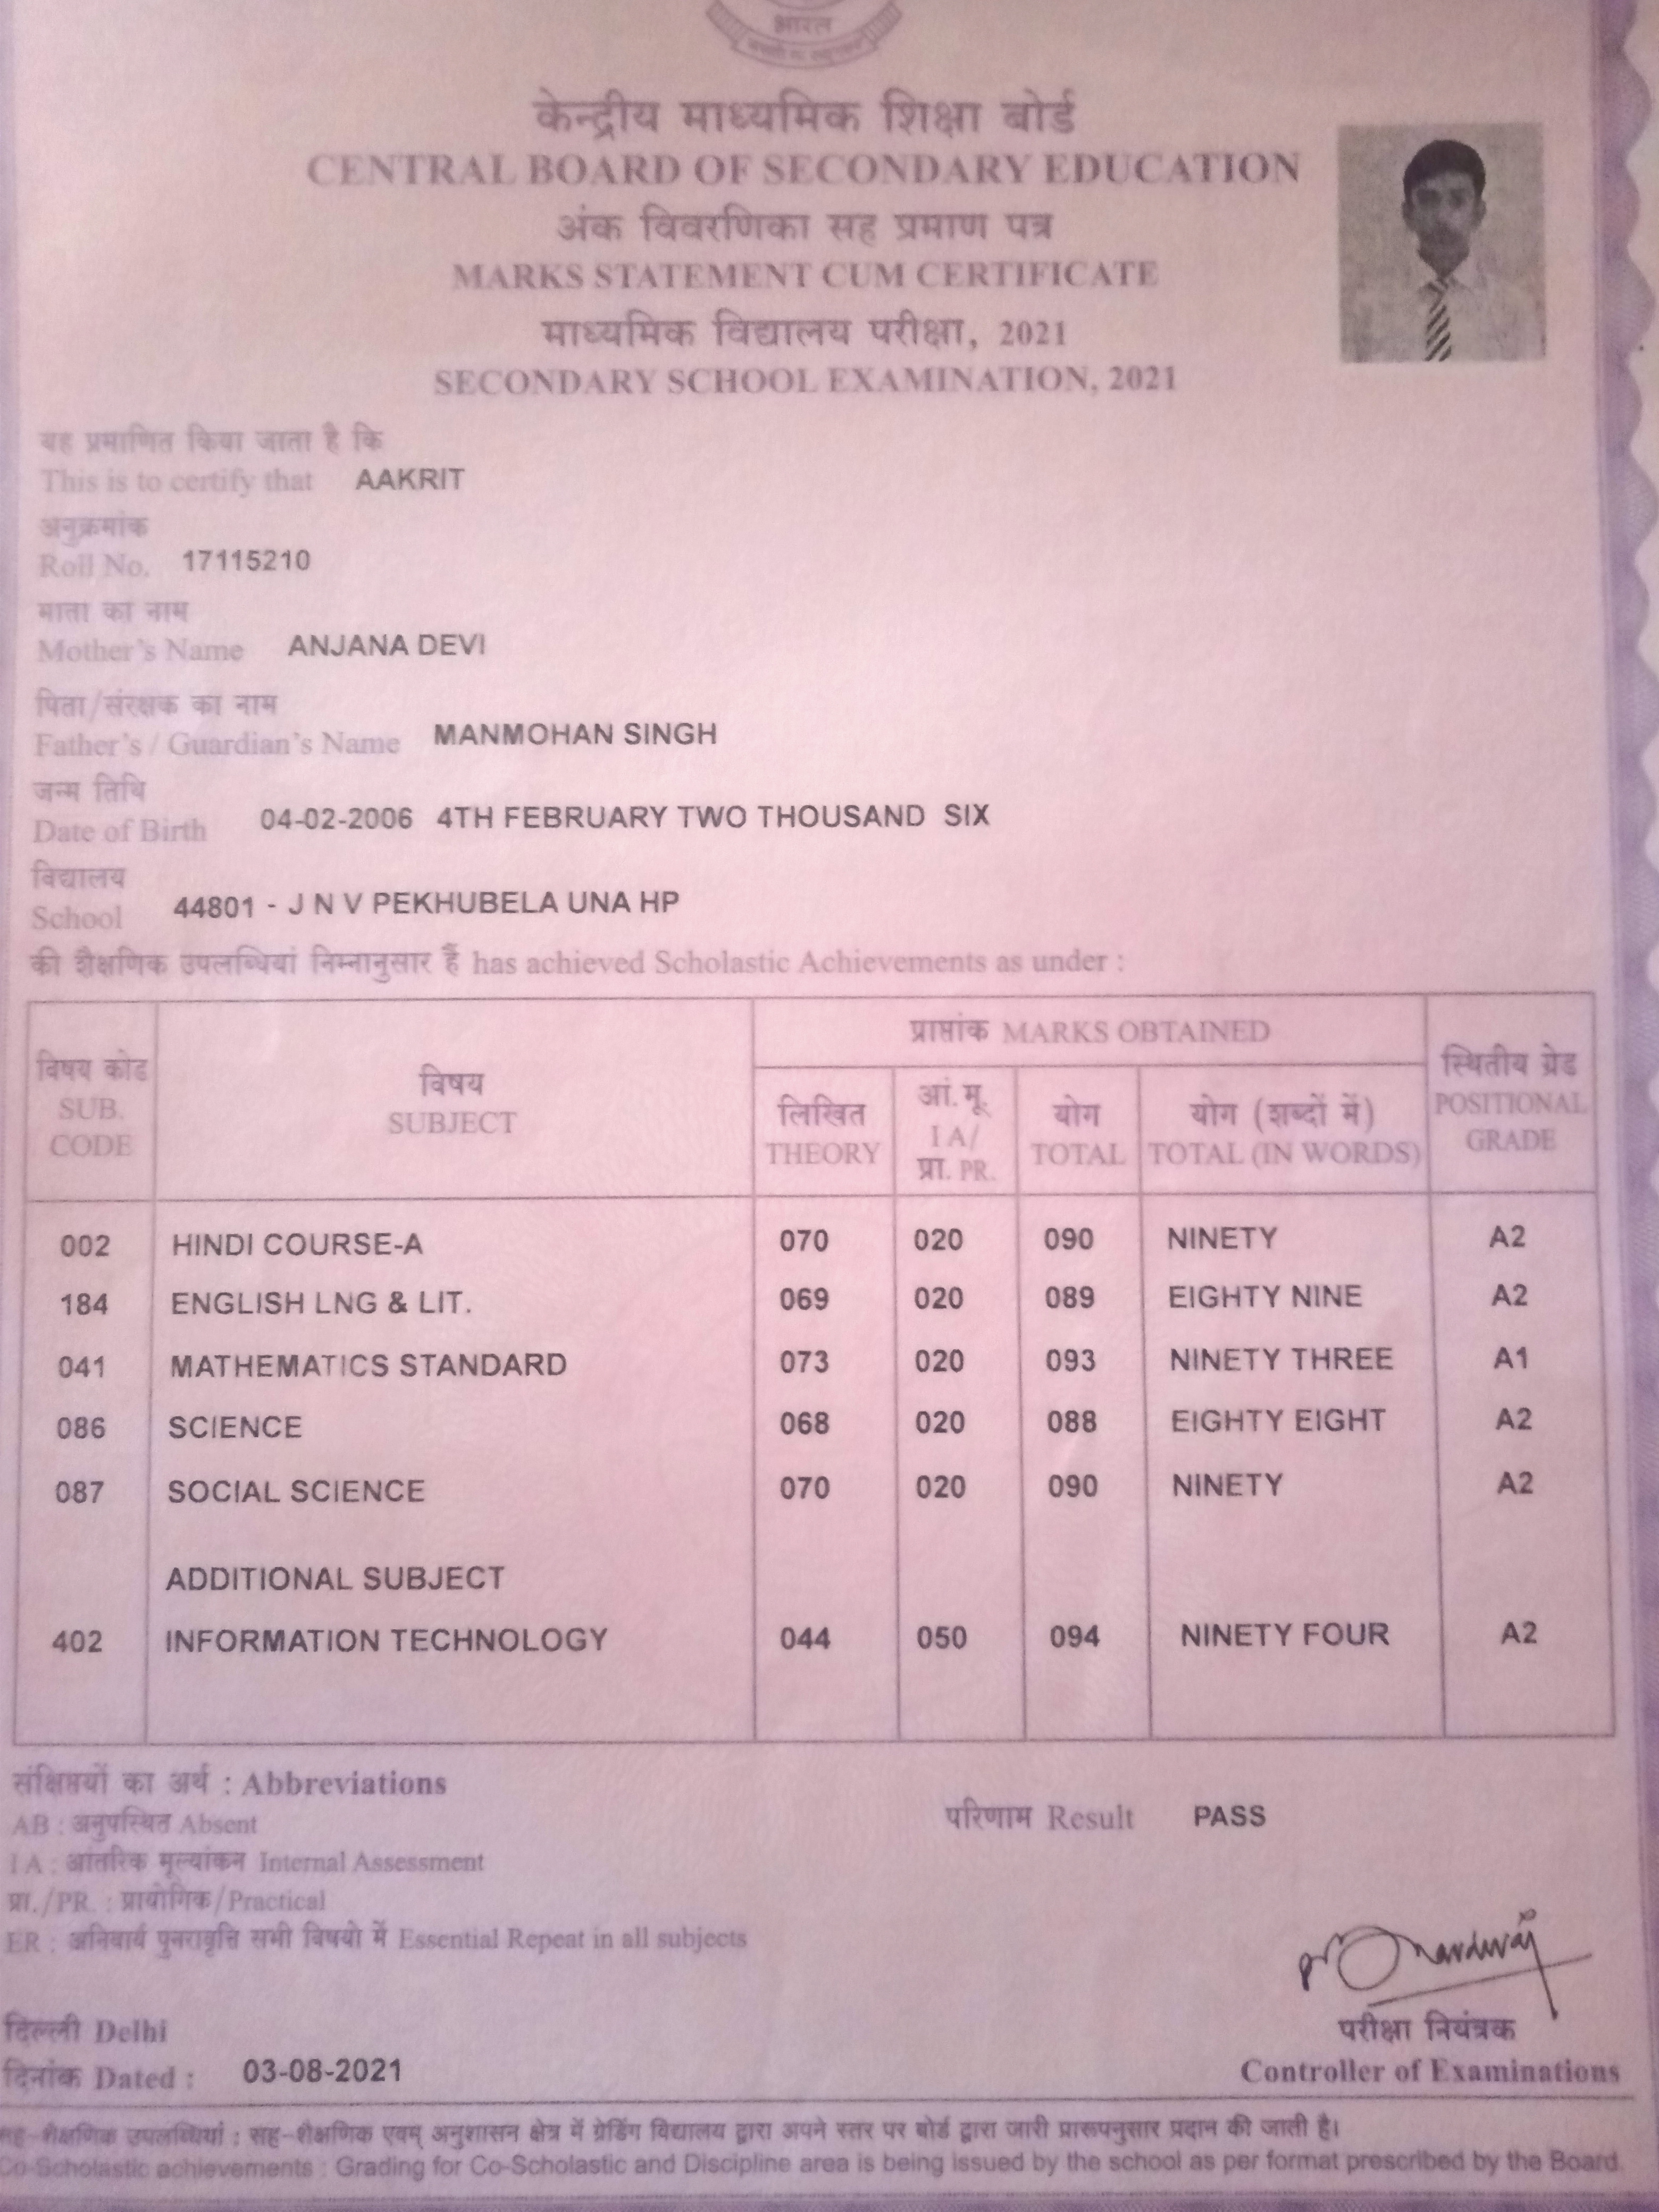 भारत
केन्द्रीय माध्यमिक शिक्षा बोर्ड
CENTRAL BOARD OF SECONDARY EDUCATION
अंक विवरणिका सह प्रमाण पत्र
MARKS STATEMENT CUM CERTIFICATE
माध्यमिक विद्यालय परीक्षा, 2021
SECONDARY SCHOOL EXAMINATION, 2021
यह प्रमाणित किया जाता है कि
This is to certify that AAKRIT
अनुक्रमांक
Roll No. 17115210
माता का नाम
Mother's Name ANJANA DEVI
पिता/संरक्षक का नाम
Father's / Guardian's Name MANMOHAN SINGH
जन्म तिथि
Date of Birth 04-02-2006 4TH FEBRUARY TWO THOUSAND SIX
विद्यालय
School 44801 - J N V PEKHUBELA UNA HP
की शैक्षणिक उपलब्धियां निम्नानुसार हैं has achieved Scholastic Achievements as under :
विषय कोड SUB. CODE
विषय SUBJECT
प्राप्तांक MARKS OBTAINED
लिखित THEORY
आं.मू. I A/ प्रा. PR.
योग TOTAL
योग (शब्दों में) TOTAL (IN WORDS)
स्थितीय ग्रेड POSITIONAL GRADE
002 HINDI COURSE-A 070 020 090 NINETY A2
184 ENGLISH LNG & LIT. 069 020 089 EIGHTY NINE A2
041 MATHEMATICS STANDARD 073 020 093 NINETY THREE A1
086 SCIENCE 068 020 088 EIGHTY EIGHT A2
087 SOCIAL SCIENCE 070 020 090 NINETY A2
ADDITIONAL SUBJECT
402 INFORMATION TECHNOLOGY 044 050 094 NINETY FOUR A2
संक्षिप्तियों का अर्थ : Abbreviations
AB : अनुपस्थित Absent
परिणाम Result PASS
I A : आंतरिक मूल्यांकन Internal Assessment
प्रा./PR. : प्रायोगिक/Practical
ER : अनिवार्य पुनरावृत्ति सभी विषयो में Essential Repeat in all subjects
दिल्ली Delhi
परीक्षा नियंत्रक
दिनांक Dated : 03-08-2021
Controller of Examinations
सह-शैक्षणिक उपलब्धियां : सह-शैक्षणिक एवम् अनुशासन क्षेत्र में ग्रेडिंग विद्यालय द्वारा अपने स्तर पर बोर्ड द्वारा जारी प्रारूपनुसार प्रदान की जाती है।
Co-Scholastic achievements : Grading for Co-Scholastic and Discipline area is being issued by the school as per format prescribed by the Board.